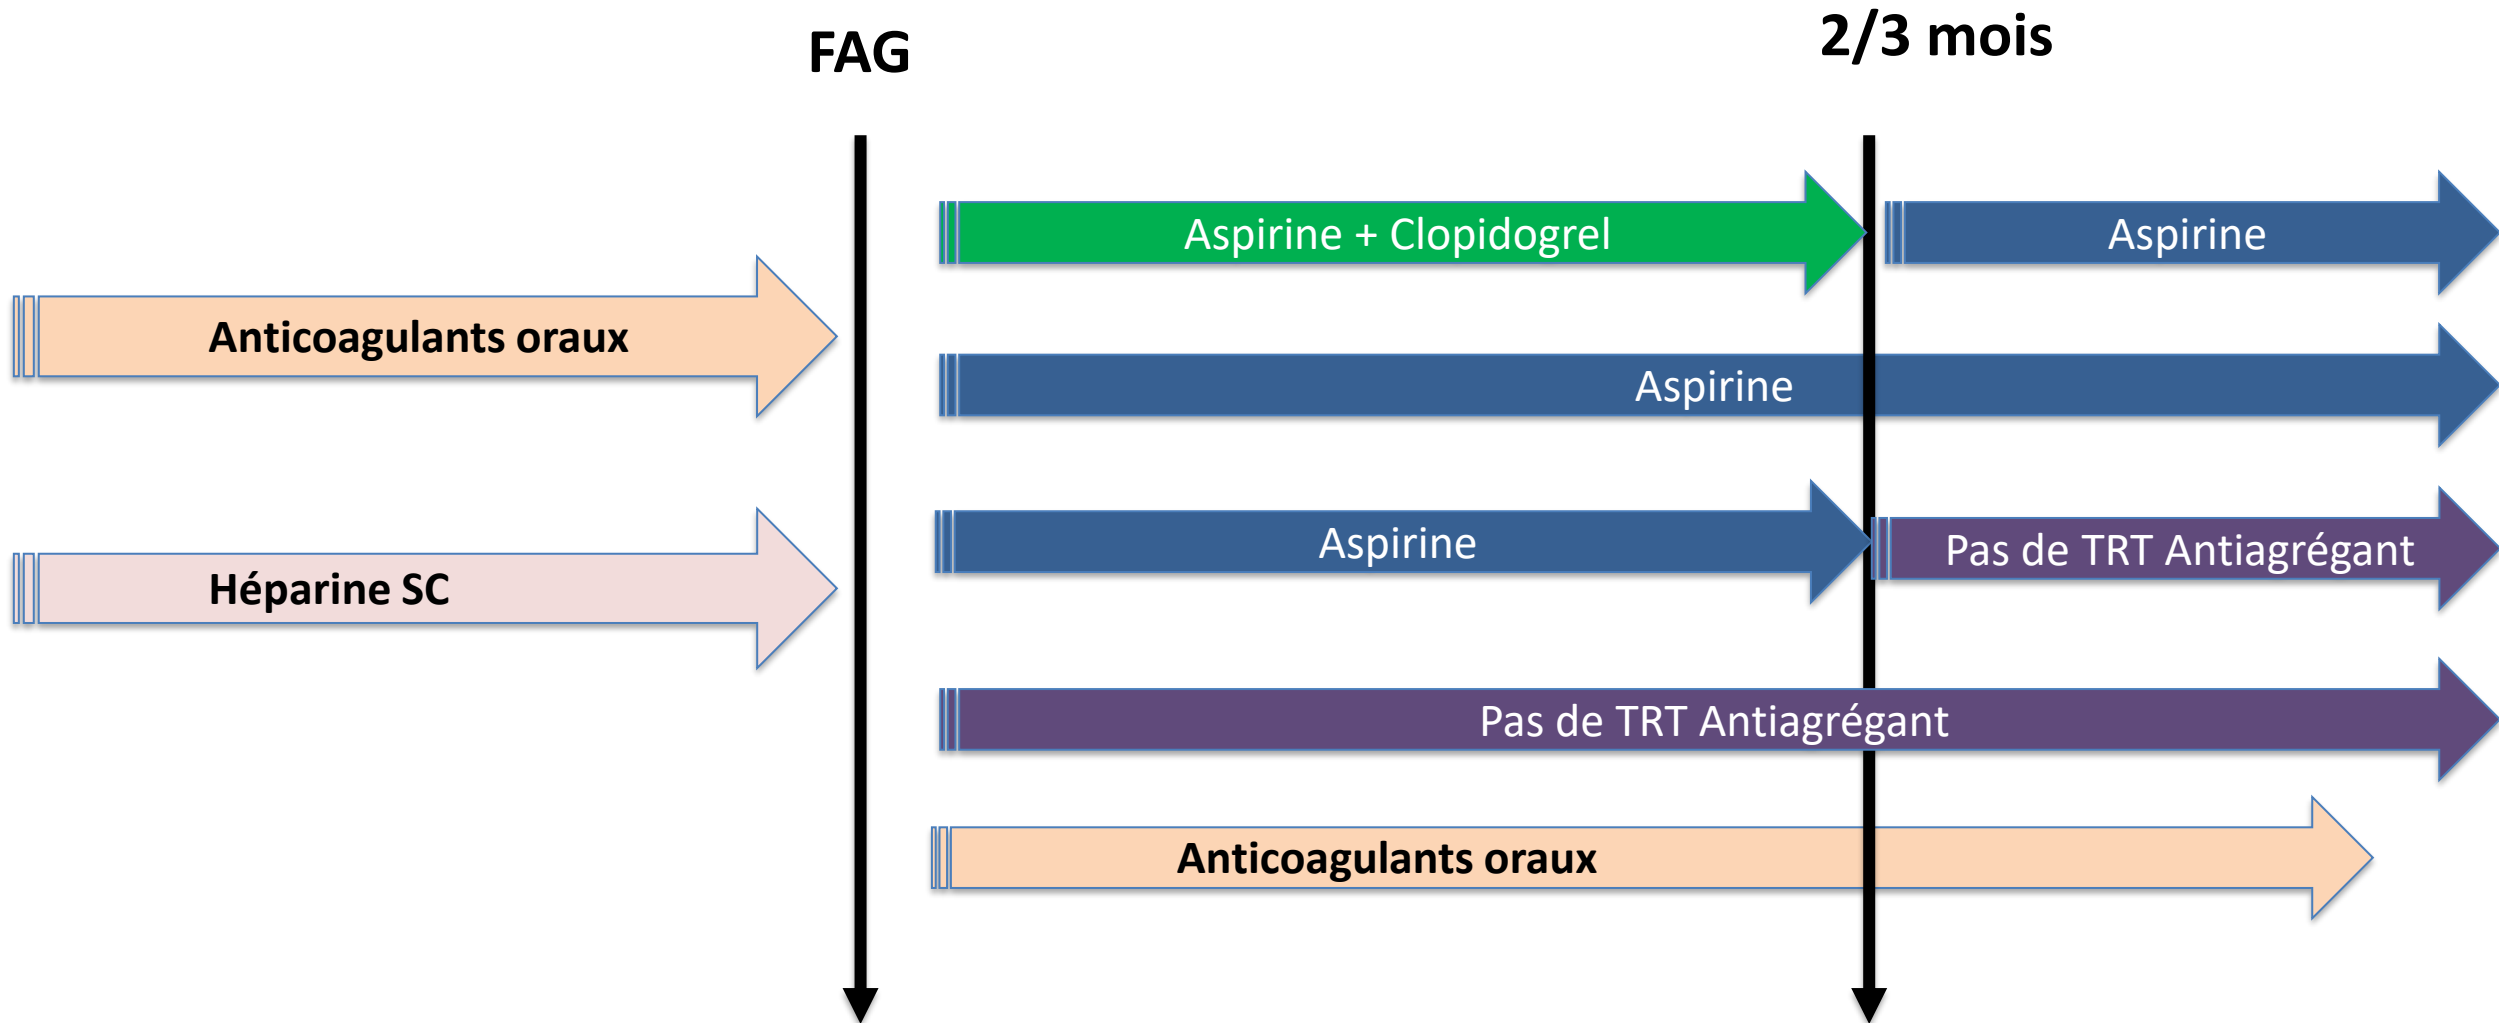 FAG
2/3 mois
Aspirine + Clopidogrel
Aspirine
Anticoagulants oraux
Aspirine
Aspirine
Pas de TRT Antiagrégant
Héparine SC
Pas de TRT Antiagrégant
Anticoagulants oraux